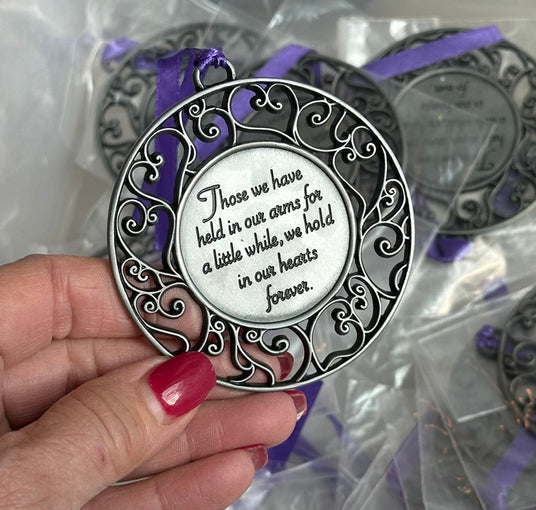 Those we have
held in our arms for
a little while, we hold
in our hearts
forever.